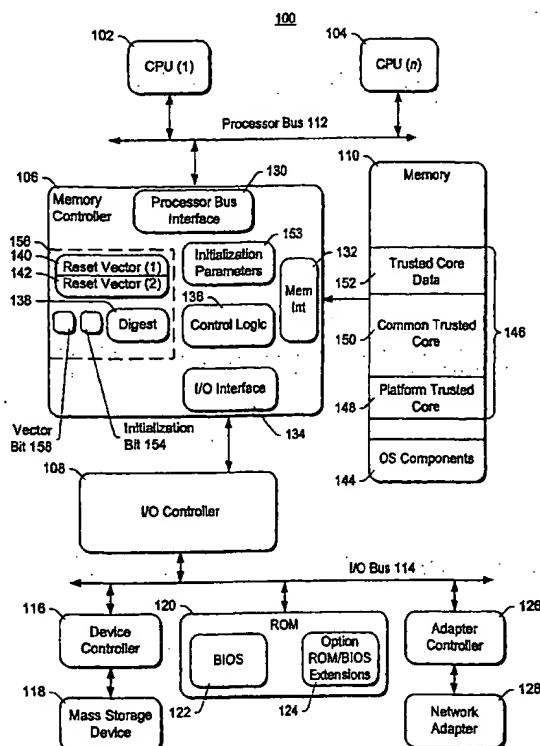 100
102
CPU (1)
104
CPU (n)
Processor Bus 112
106
Memory Controller
130
Processor Bus Interface
110
Memory
156
140
142
138
Reset Vector (1)
Reset Vector (2)
Digest
153
Initialization Parameters
138
Control Logic
132
Mem Int
152
Trusted Core Data
150
Common Trusted Core
146
148
Platform Trusted Core
144
OS Components
I/O Interface
134
Vector Bit 158
Initialization Bit 154
108
I/O Controller
I/O Bus 114
116
Device Controller
118
Mass Storage Device
120
ROM
BIOS
122
Option ROM/BIOS Extensions
124
126
Adapter Controller
128
Network Adapter